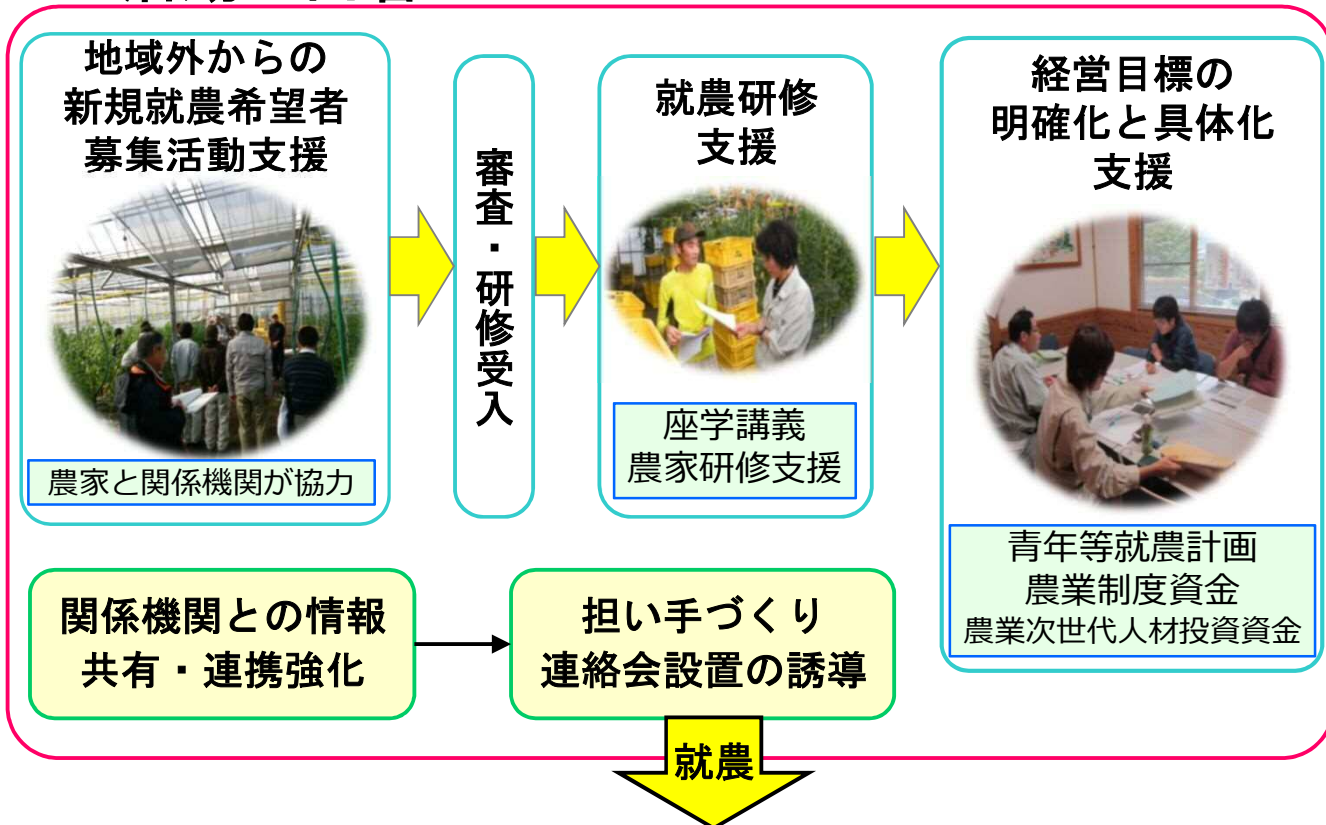 地域外からの
新規就農希望者
募集活動支援
農家と関係機関が協力
審査・研修受入
就農研修
支援
座学講義
農家研修支援
経営目標の
明確化と具体化
支援
青年等就農計画
農業制度資金
農業次世代人材投資資金
関係機関との情報
共有・連携強化
担い手づくり
連絡会設置の誘導
就農